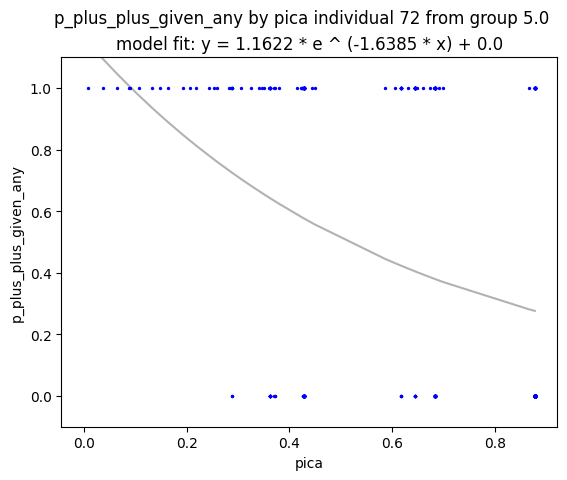 p_plus_plus_given_any by pica individual 72 from group 5.0
model fit: y = 1.1622 * e ^ (-1.6385 * x) + 0.0
p_plus_plus_given_any
1.0
0.8
0.6
0.4
0.2
0.0
0.0 0.2 0.4 0.6 0.8
pica